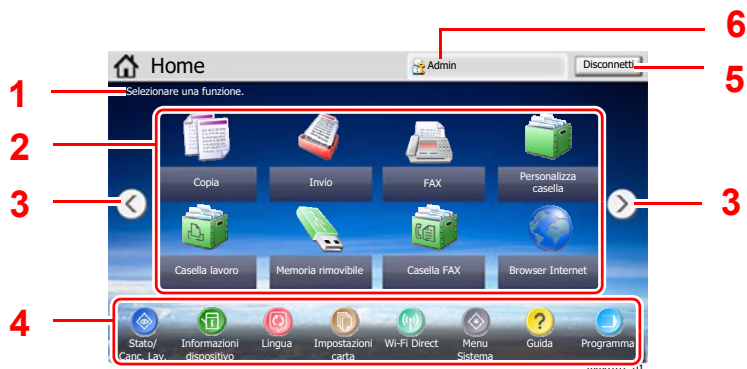 6
Home
Admin
Disconnetti
5
1
Selezionare una funzione.
2
Copia
Invio
FAX
Personalizza
casella
3
3
Casella lavoro
Memoria rimovibile
Casella FAX
Browser Internet
4
Stato/
Canc. Lav.
Informazioni
dispositivo
Lingua
Impostazioni
carta
Wi-Fi Direct
Menu
Sistema
?
Guida
Programma